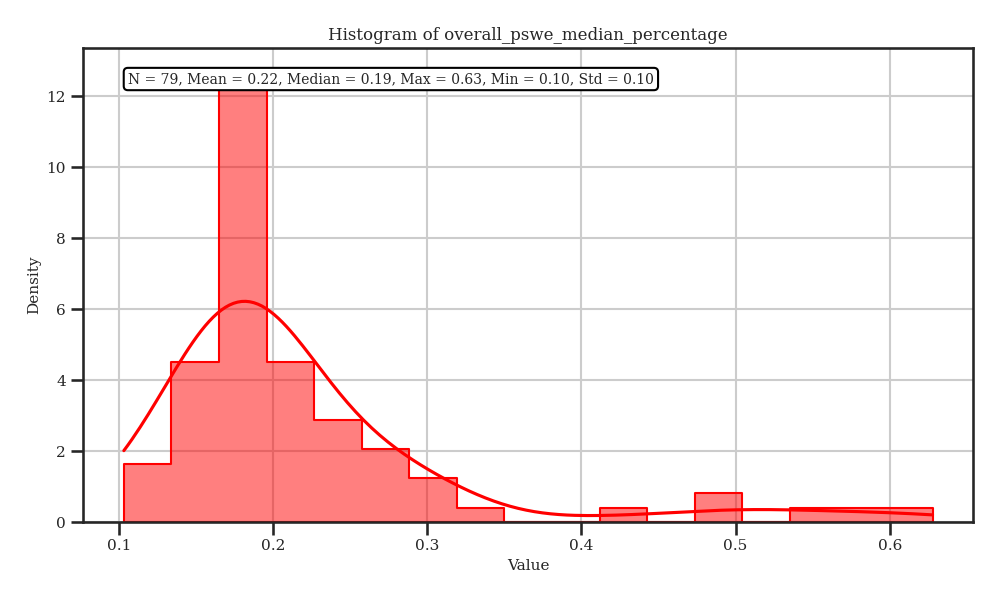 Histogram of overall_pswe_median_percentage
N = 79, Mean = 0.22, Median = 0.19, Max = 0.63, Min = 0.10, Std = 0.10
12
10
8
6
4
2
0
Density
0.1 0.2 0.3 0.4 0.5 0.6
Value